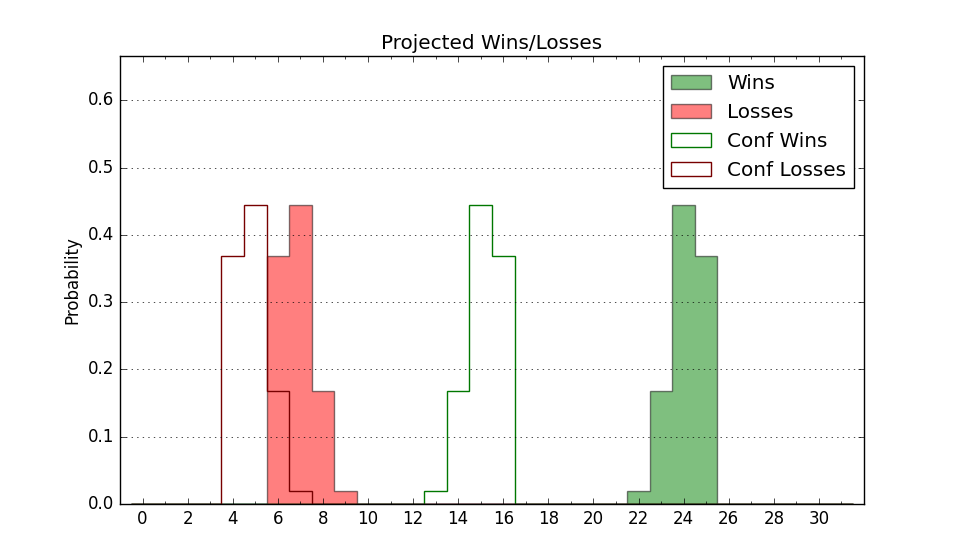 Projected Wins/Losses
Wins
Losses
Conf Wins
Conf Losses
Probability
0.6
0.5
0.4
0.3
0.2
0.1
0.0
0 2 4 6 8 10 12 14 16 18 20 22 24 26 28 30